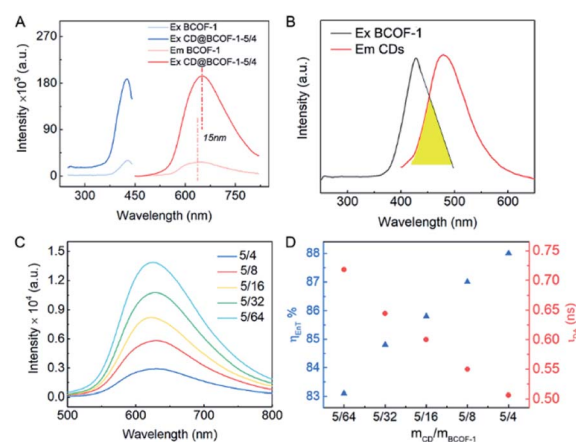 A
Ex BCOF-1
Ex CD@BCOF-1-5/4
Em BCOF-1
Ex CD@BCOF-1-5/4
270
180
90
0
Intensity ×10³ (a.u.)
15nm
250 450 600 750
Wavelength (nm)
B
Ex BCOF-1
Em CDs
Intensity (a.u.)
300 400 500 600
Wavelength (nm)
C
5/4
5/8
5/16
5/32
5/64
1.5
1.2
0.9
0.6
0.3
0.0
Intensity × 10⁴ (a.u.)
500 600 700 800
Wavelength (nm)
D
88
87
86
85
84
83
ηEnT %
0.75
0.70
0.65
0.60
0.55
0.50
(ns)
5/64 5/32 5/16 5/8 5/4
mCD/mBCOF-1